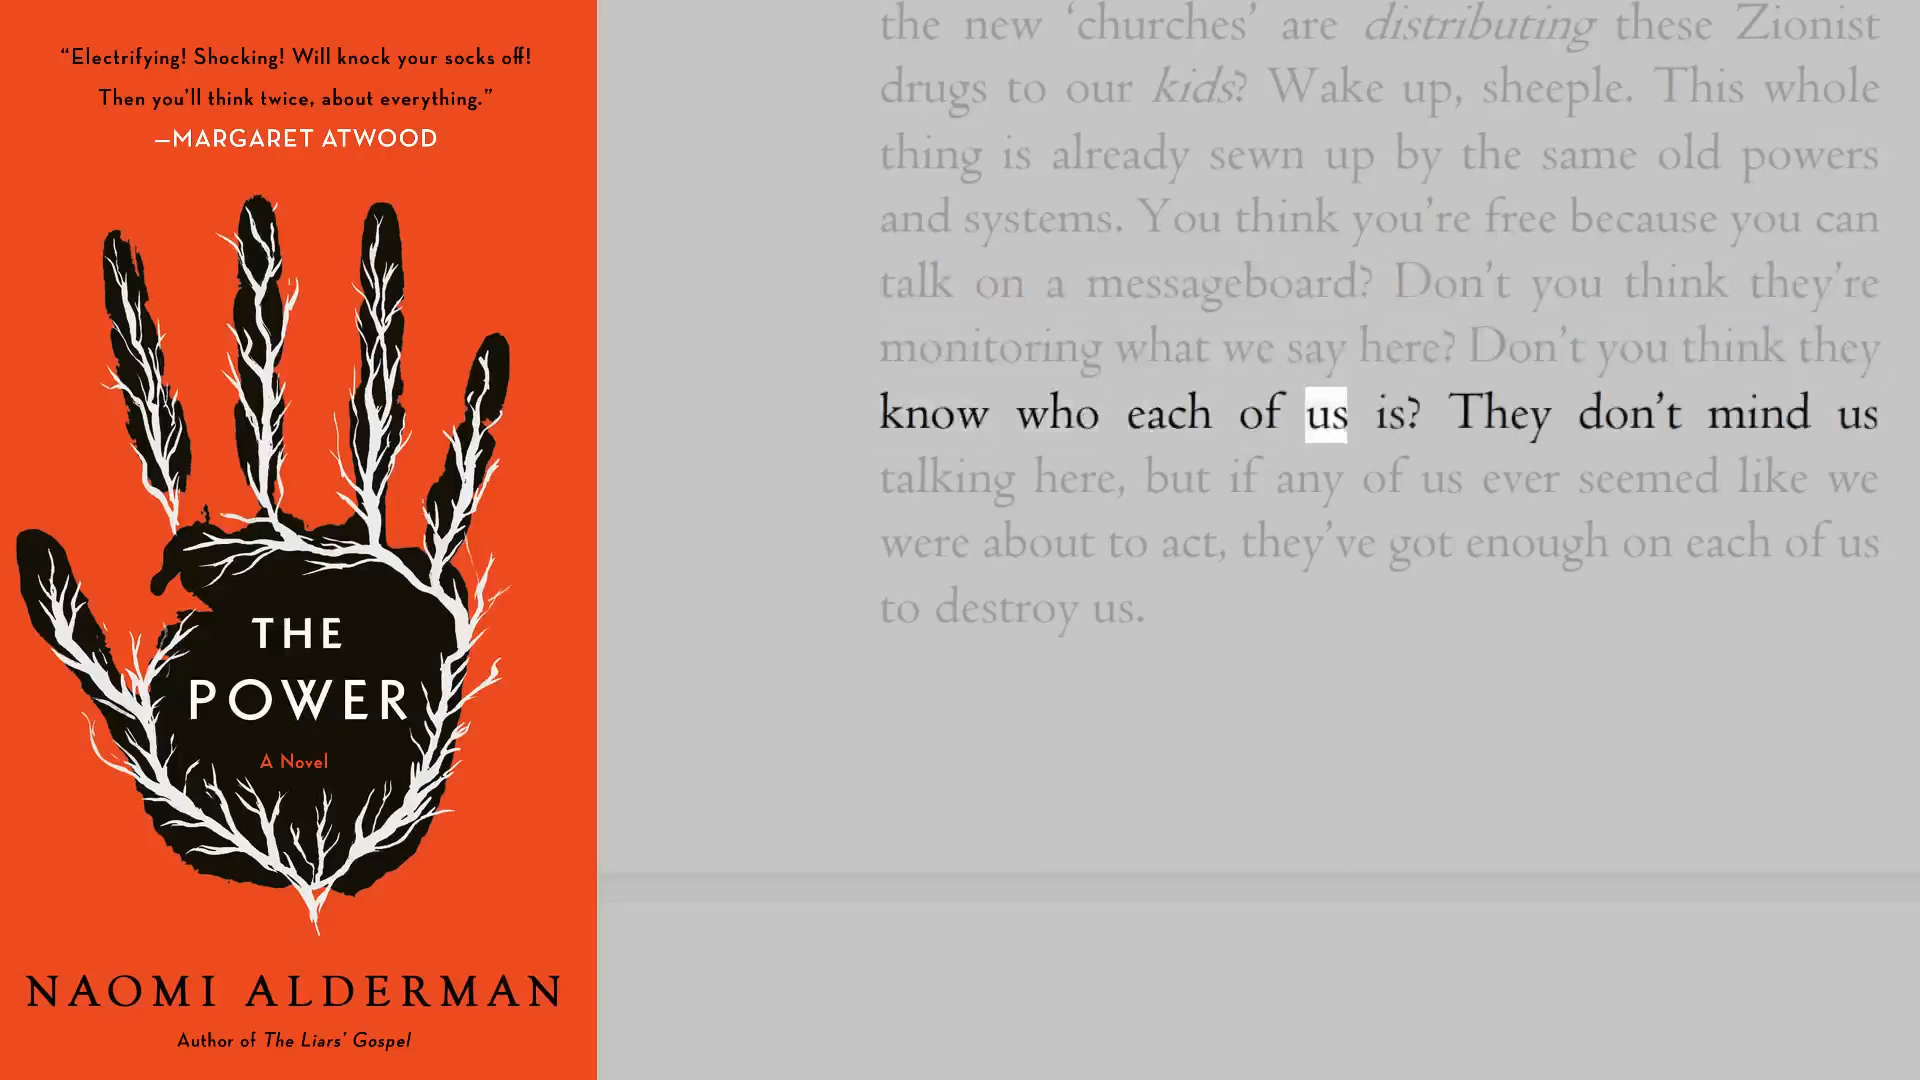 “Electrifying! Shocking! Will knock your socks off!
Then you’ll think twice, about everything.”
—MARGARET ATWOOD
THE
POWER
A Novel
NAOMI ALDERMAN
Author of The Liars’ Gospel
the new ‘churches’ are distributing these Zionist
drugs to our kids? Wake up, sheeple. This whole
thing is already sewn up by the same old powers
and systems. You think you’re free because you can
talk on a messageboard? Don’t you think they’re
monitoring what we say here? Don’t you think they
know who each of us is? They don’t mind us
talking here, but if any of us ever seemed like we
were about to act, they’ve got enough on each of us
to destroy us.